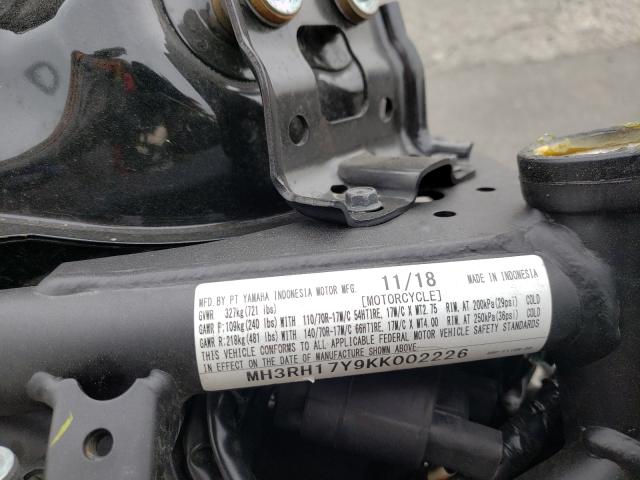 MFD. BY PT YAMAHA INDONESIA MOTOR MFG. 11/18 MADE IN INDONESIA
GVWR 327kg(721 lbs) [MOTORCYCLE]
GAWR F:109kg(240 lbs)WITH 110/70R-17M/C 54HTIRE, 17M/C X MT2.75 RIM, AT 200kPa(29psi) COLD
GAWR R:218kg(481 lbs)WITH 140/70R-17M/C 66HTIRE, 17M/C X MT4.00 RIM, AT 250kPa(36psi) COLD
THIS VEHICLE CONFORMS TO ALL APPLICABLE FEDERAL MOTOR VEHICLE SAFETY STANDARDS
IN EFFECT ON THE DATE OF MANUFACTURE SHOWN ABOVE.
MH3RH17Y9KK002226